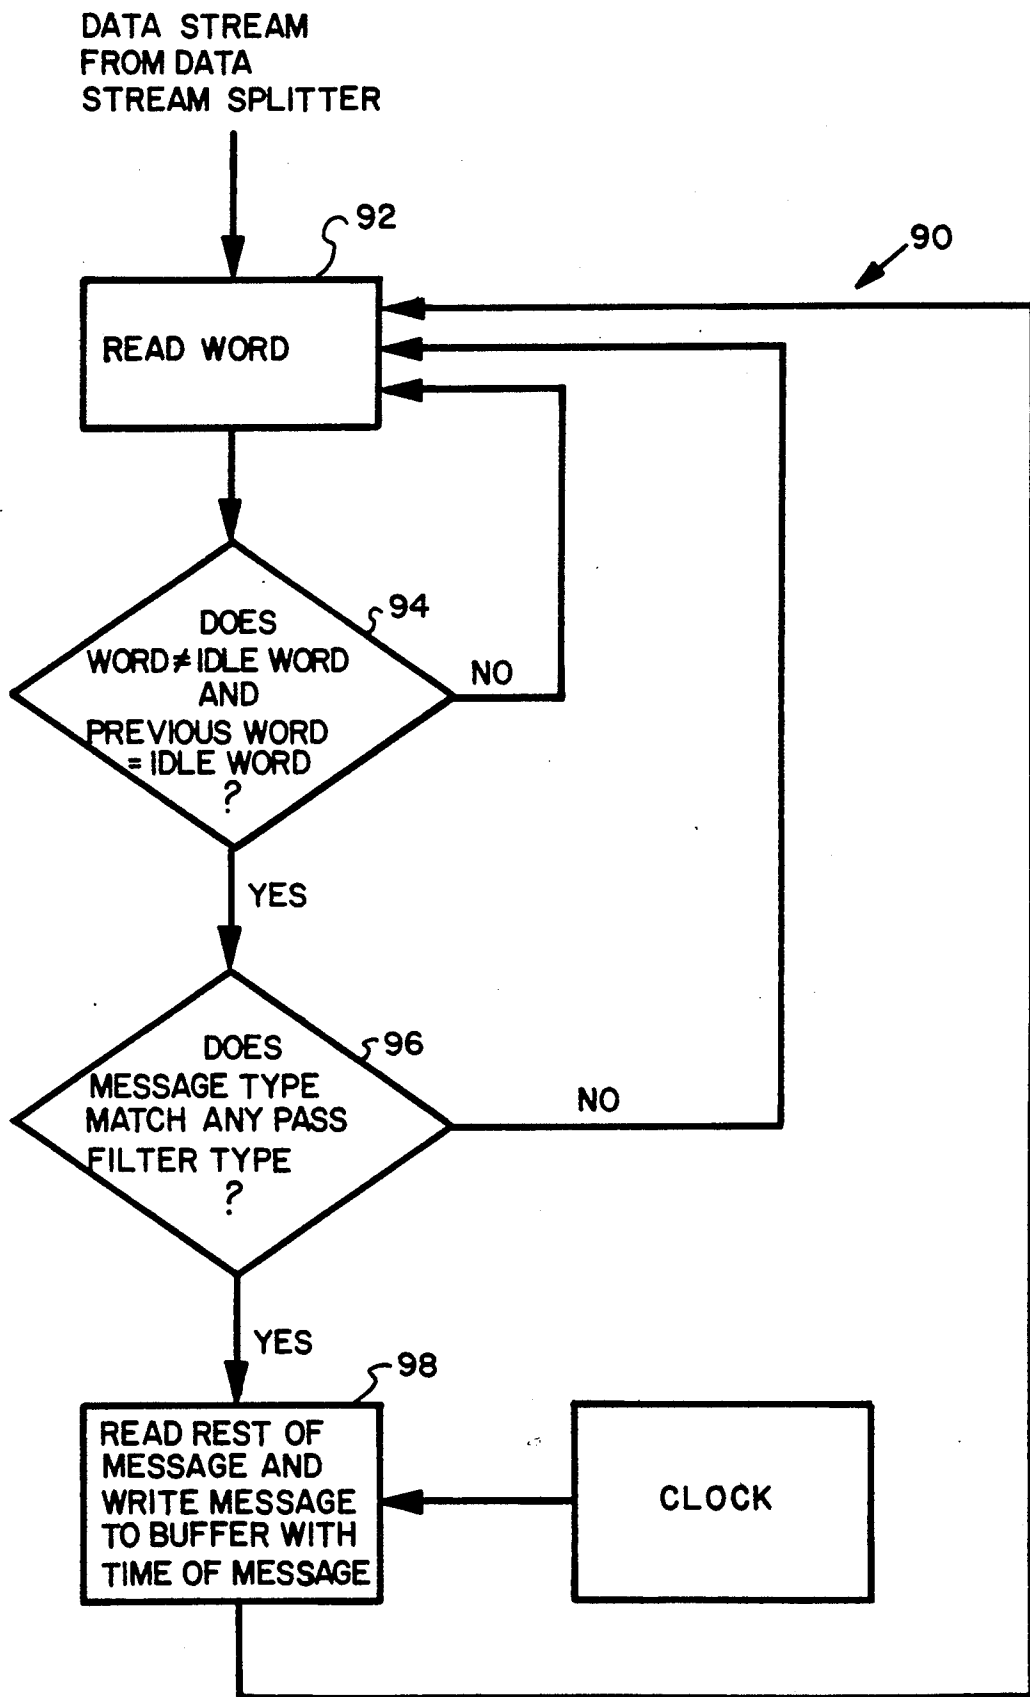 DATA STREAM
FROM DATA
STREAM SPLITTER
92
90
READ WORD
94
DOES
WORD ≠ IDLE WORD
AND
PREVIOUS WORD
= IDLE WORD
?
NO
YES
96
DOES
MESSAGE TYPE
MATCH ANY PASS
FILTER TYPE
?
NO
YES
98
READ REST OF
MESSAGE AND
WRITE MESSAGE
TO BUFFER WITH
TIME OF MESSAGE
CLOCK